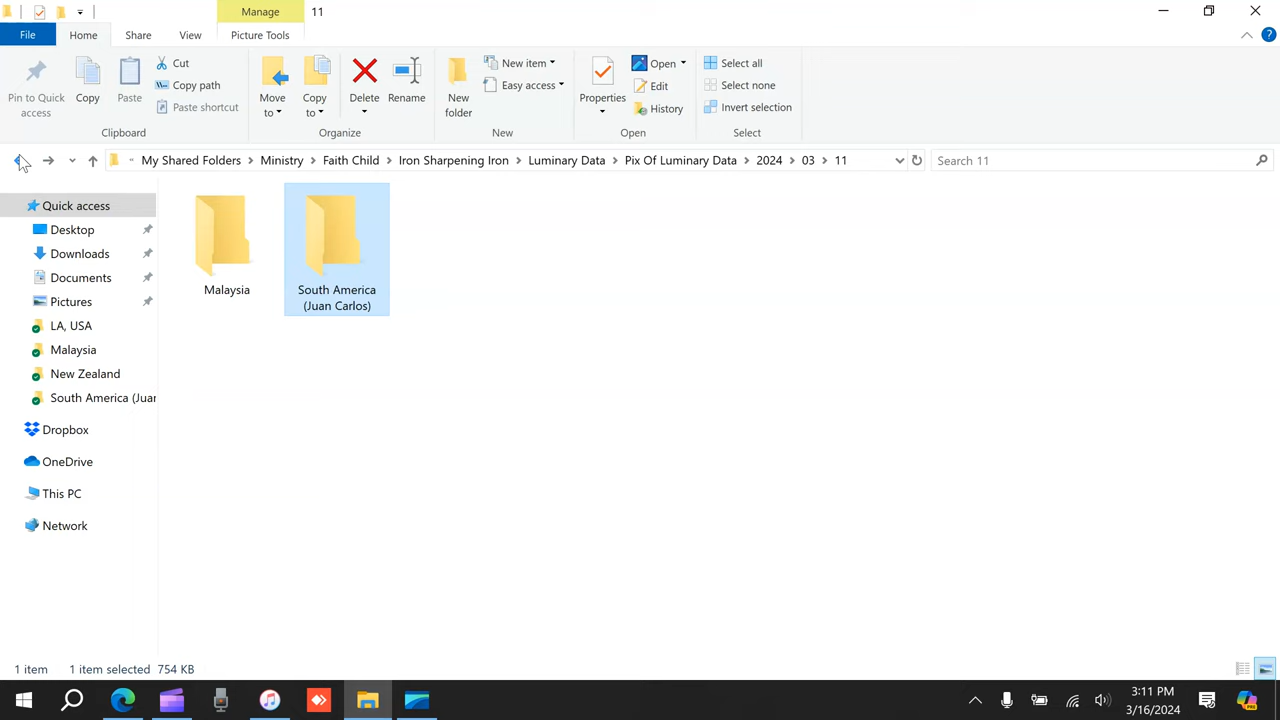 Manage
11
File
Home
Share
View
Picture Tools
Pin to Quick access
Copy
Paste
Cut
Copy path
Paste shortcut
Clipboard
Move to
Copy to
Delete
Rename
Organize
New folder
New item
Easy access
New
Properties
Open
Edit
History
Open
Select all
Select none
Invert selection
Select
My Shared Folders
Ministry
Faith Child
Iron Sharpening Iron
Luminary Data
Pix Of Luminary Data
2024
03
11
Search 11
Quick access
Desktop
Downloads
Documents
Pictures
LA, USA
Malaysia
New Zealand
South America (Juar
Dropbox
OneDrive
This PC
Network
Malaysia
South America
(Juan Carlos)
1 item
1 item selected
754 KB
3:11 PM
3/16/2024